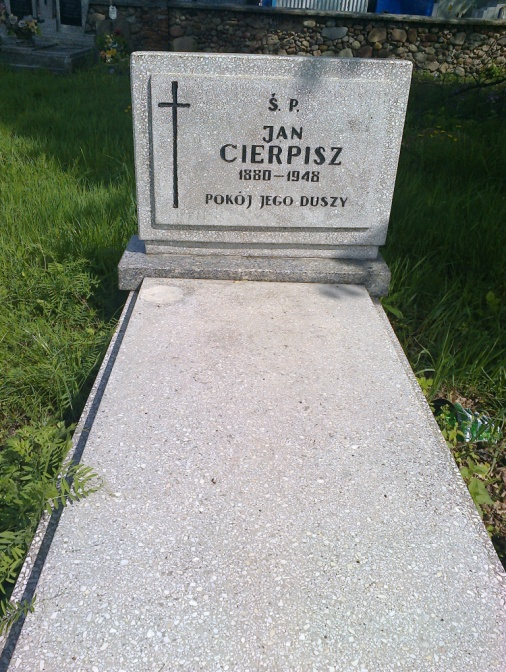 Ś. P.
JAN
CIERPISZ
1880-1948
POKÓJ JEGO DUSZY